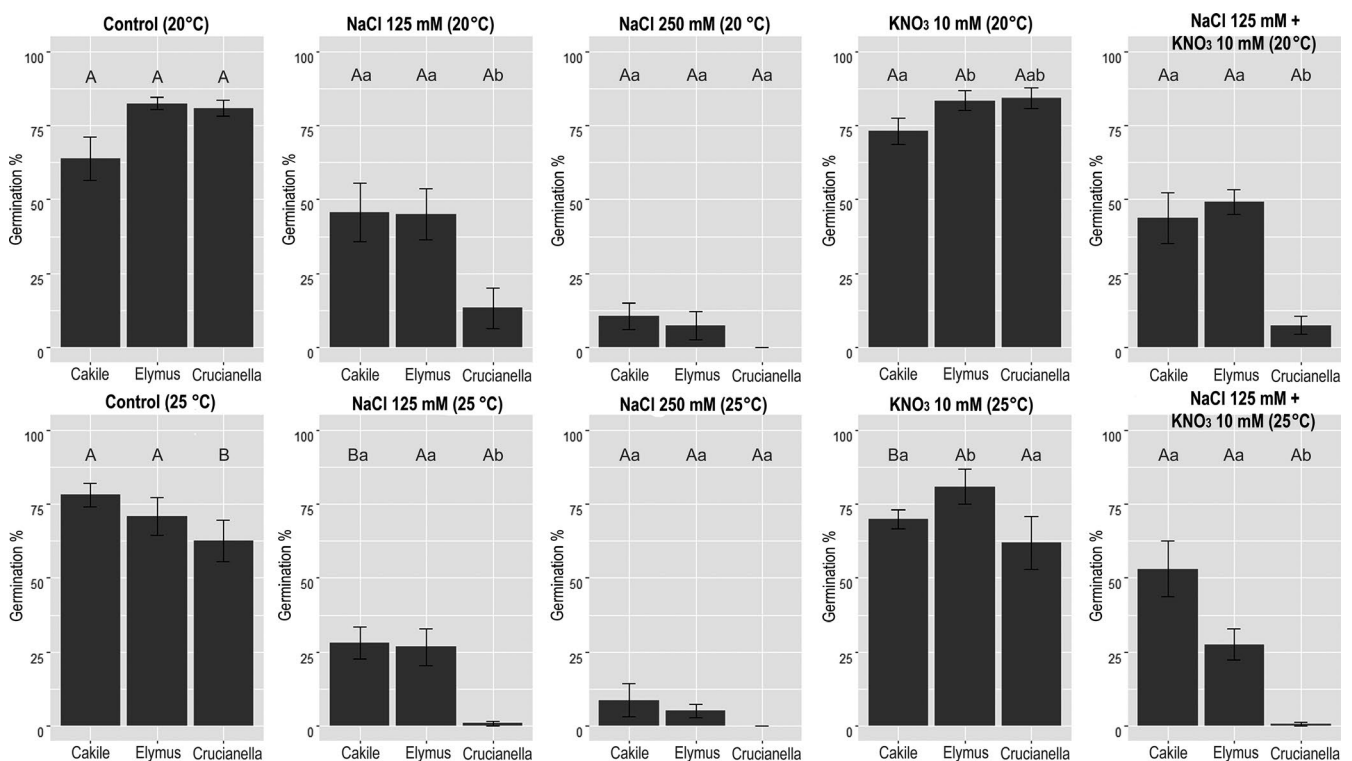 Control (20°C)
100
75
50
25
0
Germination %
A A A
Cakile Elymus Crucianella
NaCl 125 mM (20°C)
100
75
50
25
0
Germination %
Aa Aa Ab
Cakile Elymus Crucianella
NaCl 250 mM (20 °C)
100
75
50
25
0
Germination %
Aa Aa Aa
Cakile Elymus Crucianella
KNO₃ 10 mM (20°C)
100
75
50
25
0
Germination %
Aa Ab Aab
Cakile Elymus Crucianella
NaCl 125 mM +
KNO₃ 10 mM (20°C)
100
75
50
25
0
Germination %
Aa Aa Ab
Cakile Elymus Crucianella
Control (25 °C)
100
75
50
25
0
Germination %
A A B
Cakile Elymus Crucianella
NaCl 125 mM (25 °C)
100
75
50
25
0
Germination %
Ba Aa Ab
Cakile Elymus Crucianella
NaCl 250 mM (25°C)
100
75
50
25
0
Germination %
Aa Aa Aa
Cakile Elymus Crucianella
KNO₃ 10 mM (25°C)
100
75
50
25
0
Germination %
Ba Ab Aa
Cakile Elymus Crucianella
NaCl 125 mM +
KNO₃ 10 mM (25°C)
100
75
50
25
0
Germination %
Aa Aa Ab
Cakile Elymus Crucianella